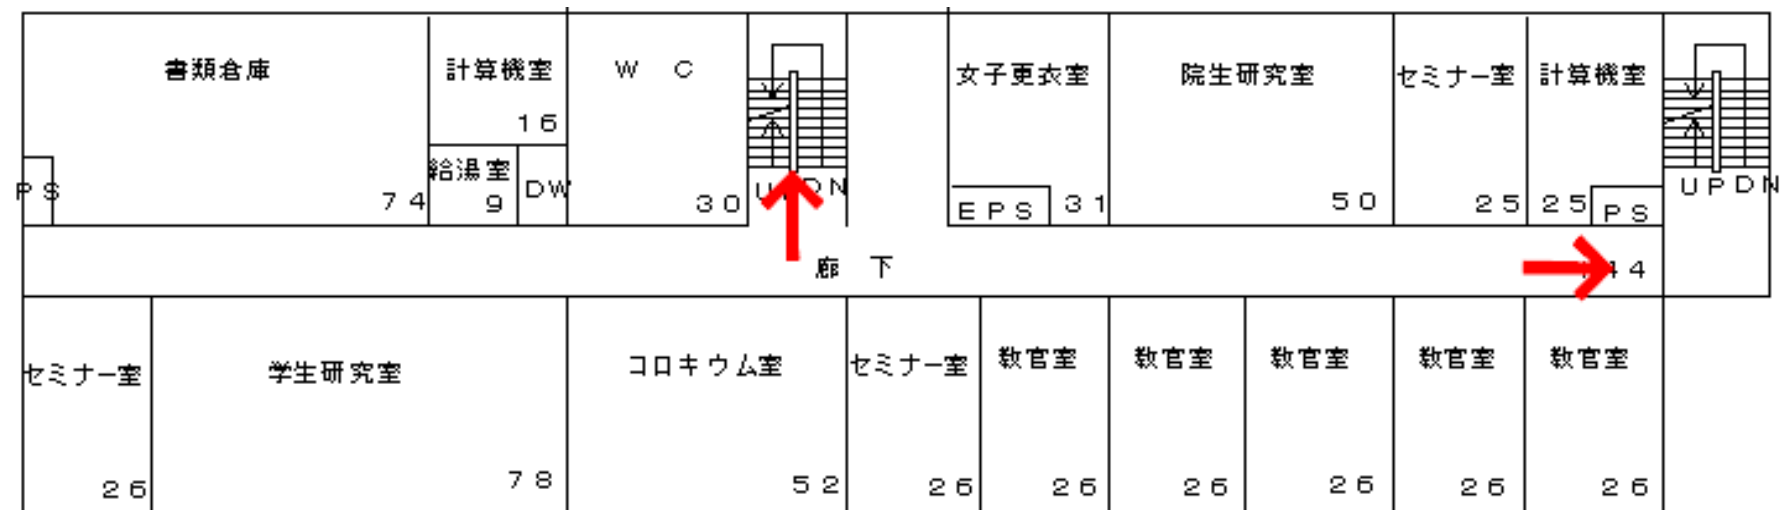 書類倉庫
計算機室
Ｗ　Ｃ
女子更衣室
院生研究室
セミナー室
計算機室
16
給湯室
DW
PS
74
9
30
DN
EPS
31
50
25
25
PS
UPDN
廊　下
44
セミナー室
学生研究室
コロキウム室
セミナー室
教官室
教官室
教官室
教官室
教官室
26
78
52
26
26
26
26
26
26